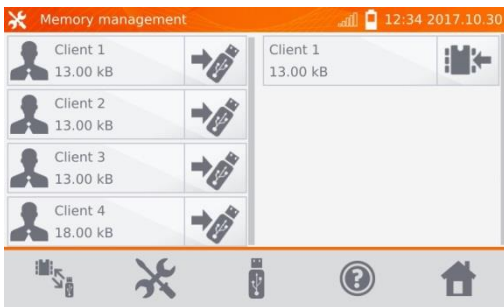 Memory management
12:34 2017.10.30
Client 1
13.00 kB
Client 2
13.00 kB
Client 3
13.00 kB
Client 4
18.00 kB
Client 1
13.00 kB